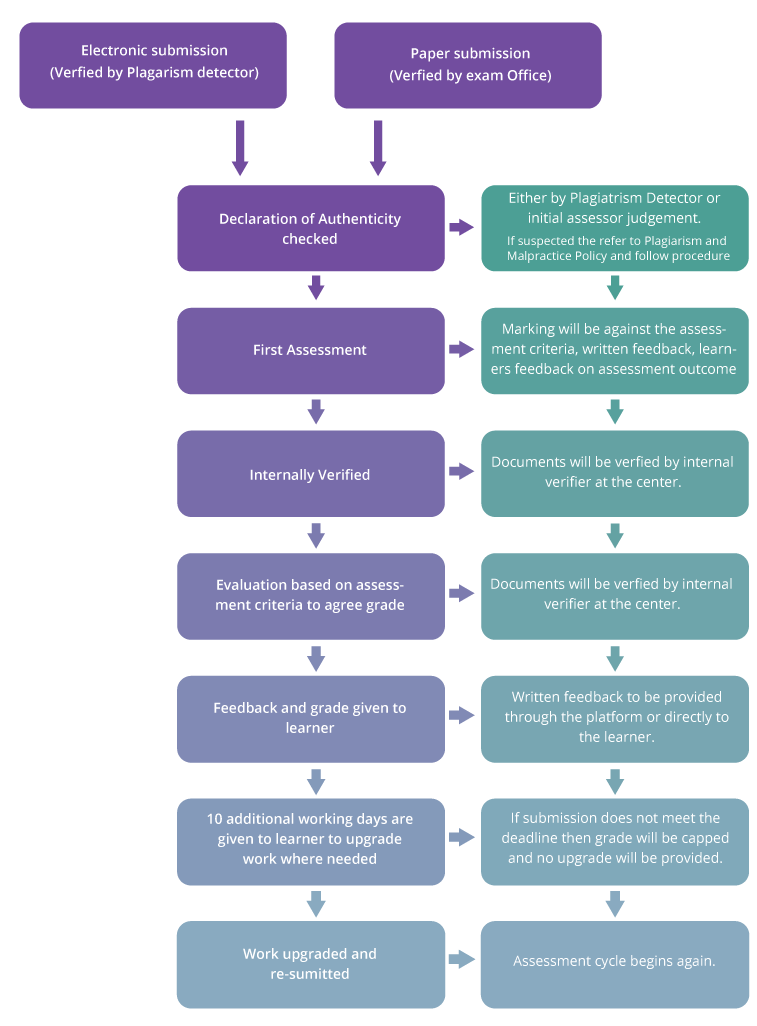 Electronic submission
(Verfied by Plagarism detector)
Paper submission
(Verfied by exam Office)
Declaration of Authenticity
checked
Either by Plagiatrism Detector or
initial assessor judgement.
If suspected the refer to Plagiarism and
Malpractice Policy and follow procedure
First Assessment
Marking will be against the assess-
ment criteria, written feedback, learn-
ers feedback on assessment outcome
Internally Verified
Documents will be verfied by internal
verifier at the center.
Evaluation based on assess-
ment criteria to agree grade
Documents will be verfied by internal
verifier at the center.
Feedback and grade given to
learner
Written feedback to be provided
through the platform or directly to
the learner.
10 additional working days are
given to learner to upgrade
work where needed
If submission does not meet the
deadline then grade will be capped
and no upgrade will be provided.
Work upgraded and
re-sumitted
Assessment cycle begins again.